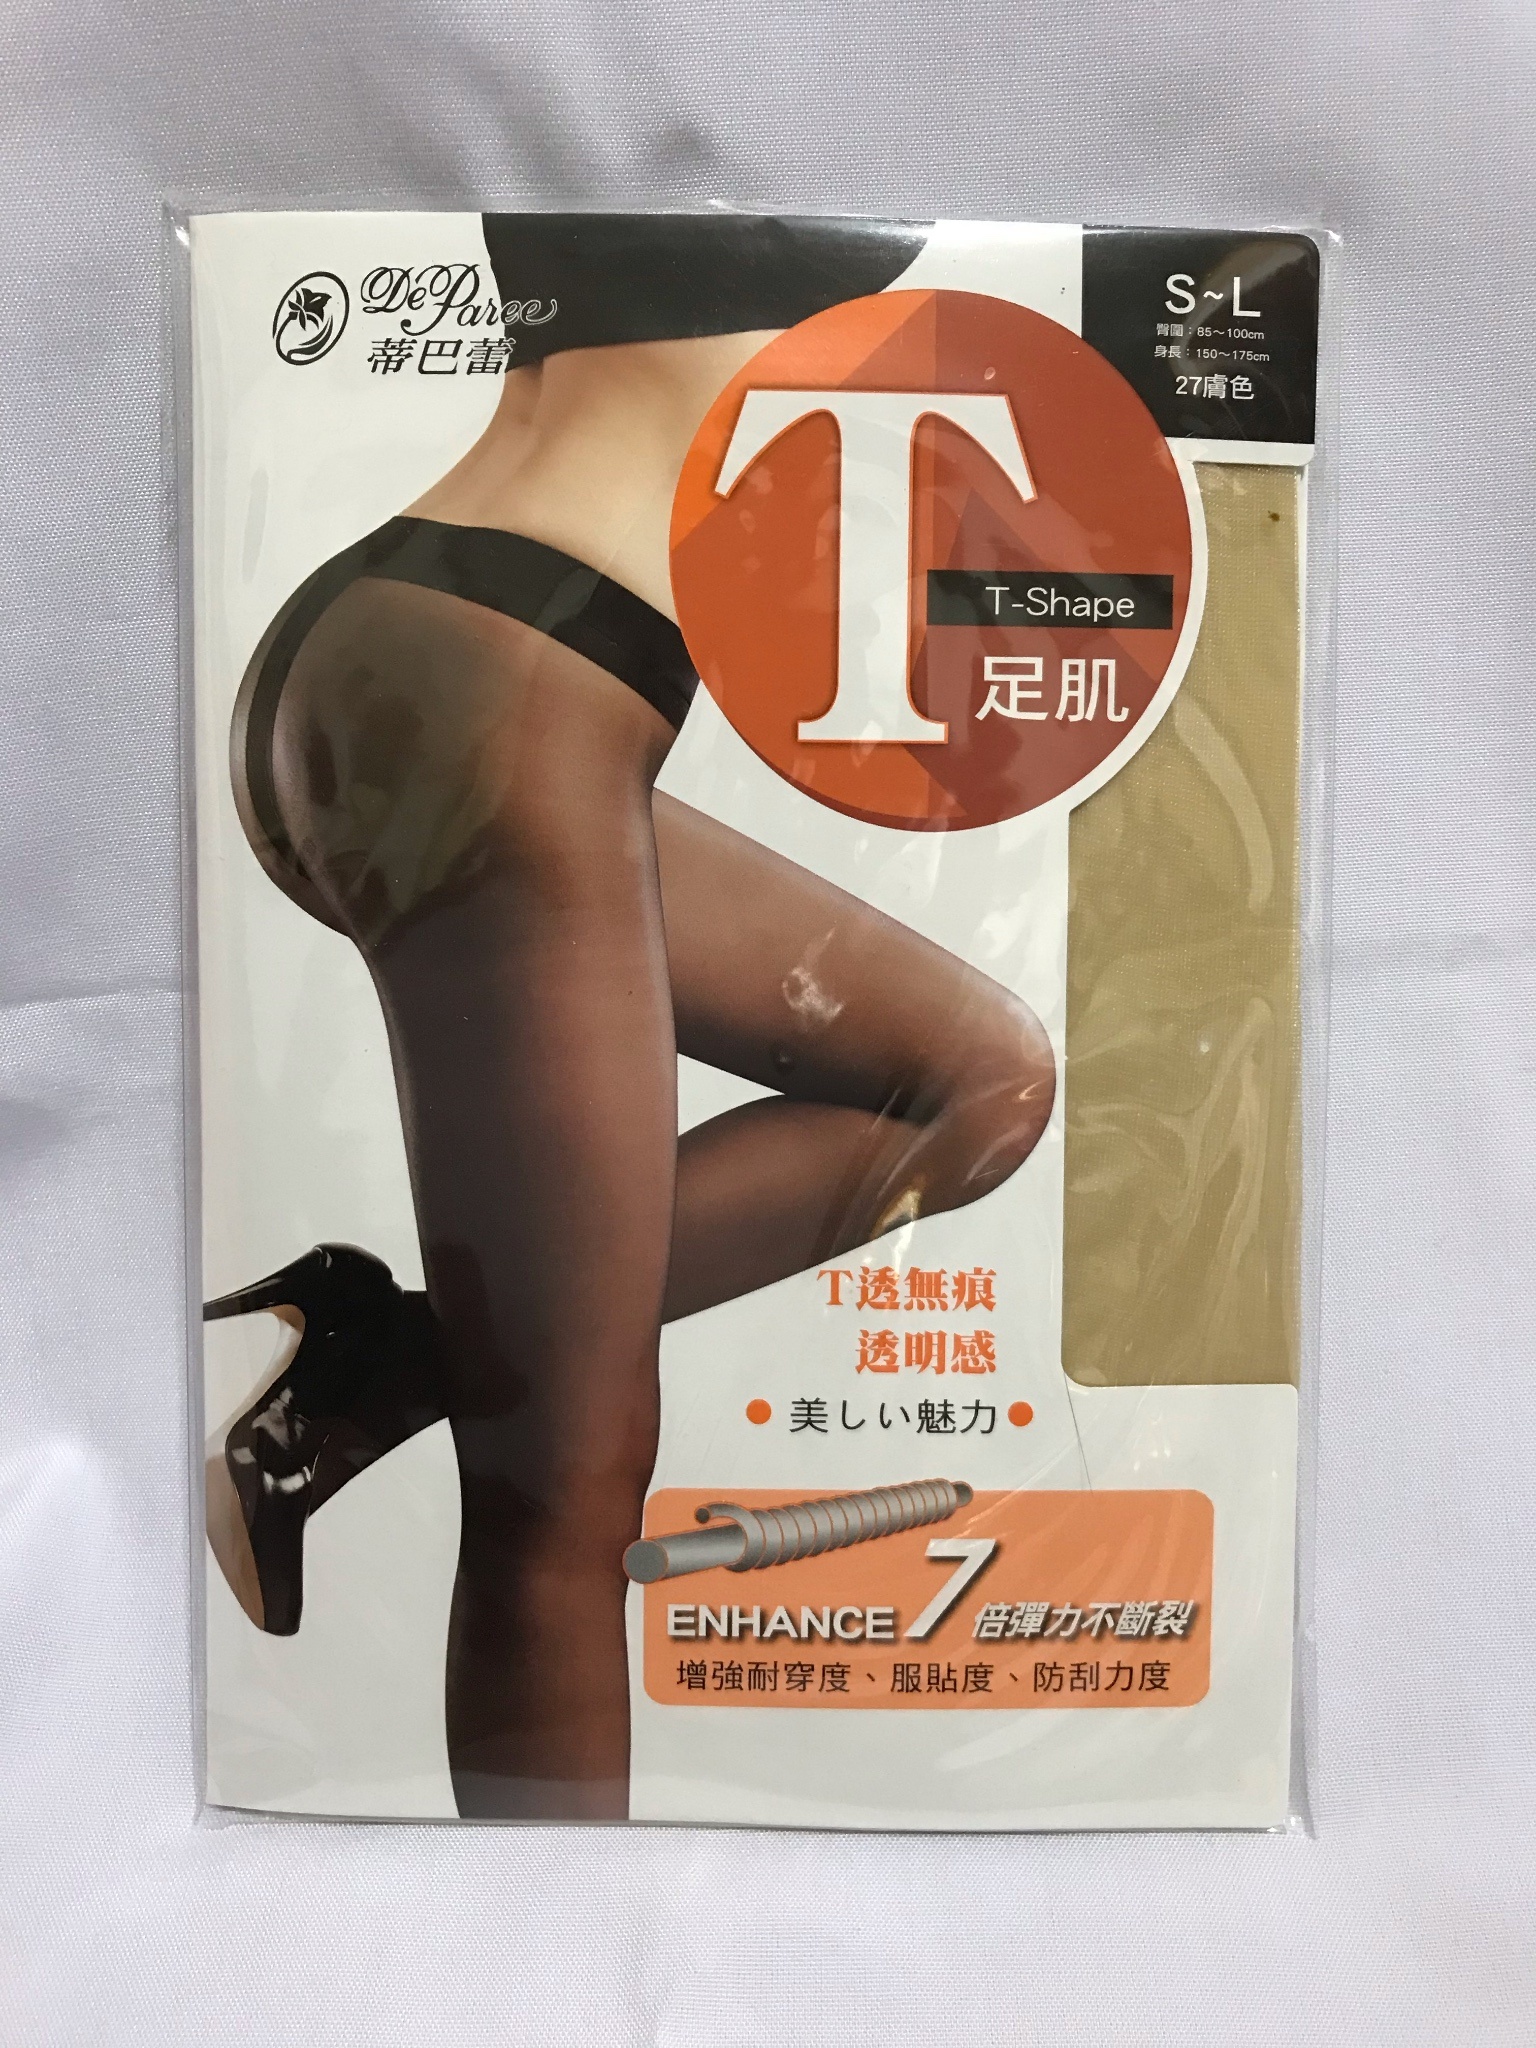 DéParee
蒂巴蕾
S~L
臀圍:85~100cm
身長:150~175cm
27膚色
T
T-Shape
足肌
T透無痕
透明感
美しい魅力
ENHANCE 7 倍彈力不斷裂
增強耐穿度、服貼度、防刮力度